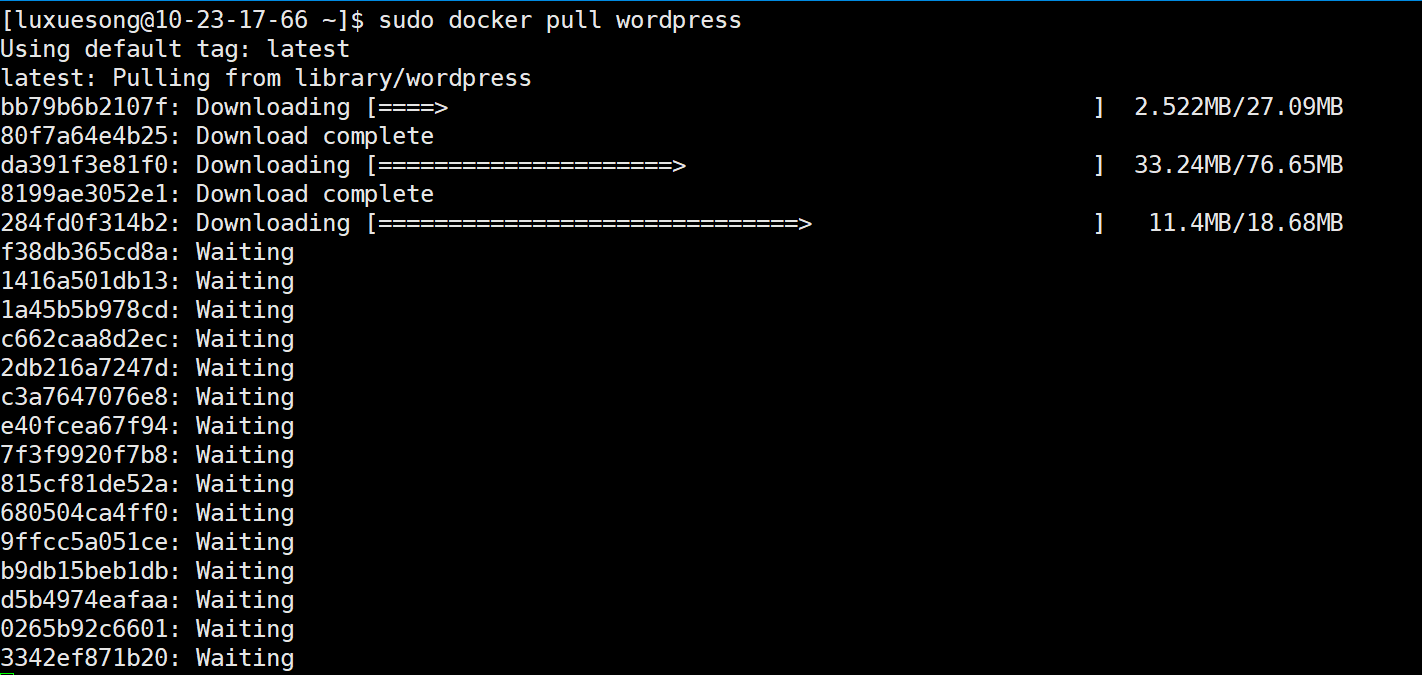 [luxuesong@10-23-17-66 ~]$ sudo docker pull wordpress
Using default tag: latest
latest: Pulling from library/wordpress
bb79b6b2107f: Downloading [====>                                              ]  2.522MB/27.09MB
80f7a64e4b25: Download complete
da391f3e81f0: Downloading [=====================>                             ]  33.24MB/76.65MB
8199ae3052e1: Download complete
284fd0f314b2: Downloading [==============================>                    ]   11.4MB/18.68MB
f38db365cd8a: Waiting
1416a501db13: Waiting
1a45b5b978cd: Waiting
c662caa8d2ec: Waiting
2db216a7247d: Waiting
c3a7647076e8: Waiting
e40fcea67f94: Waiting
7f3f9920f7b8: Waiting
815cf81de52a: Waiting
680504ca4ff0: Waiting
9ffcc5a051ce: Waiting
b9db15beb1db: Waiting
d5b4974eafaa: Waiting
0265b92c6601: Waiting
3342ef871b20: Waiting